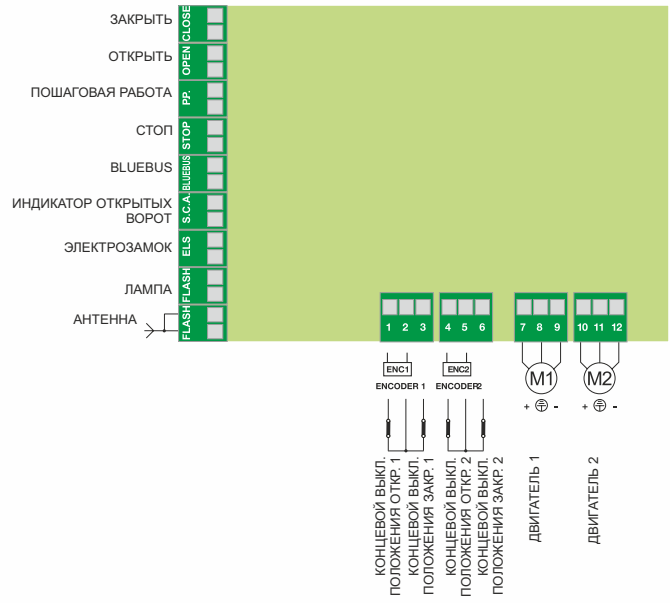 ЗАКРЫТЬ
CLOSE
ОТКРЫТЬ
OPEN
ПОШАГОВАЯ РАБОТА
PP.
СТОП
STOP
BLUEBUS
BLUEBUS
ИНДИКАТОР ОТКРЫТЫХ
ВОРОТ
S.C.A.
ЭЛЕКТРОЗАМОК
ELS
ЛАМПА
FLASH
АНТЕННА
FLASH
1 2 3
4 5 6
7 8 9
10 11 12
ENC1
ENCODER 1
ENC2
ENCODER2
M1
+ -
M2
+ -
КОНЦЕВОЙ ВЫКЛ.
ПОЛОЖЕНИЯ ОТКР. 1
КОНЦЕВОЙ ВЫКЛ.
ПОЛОЖЕНИЯ ЗАКР. 1
КОНЦЕВОЙ ВЫКЛ.
ПОЛОЖЕНИЯ ОТКР. 2
КОНЦЕВОЙ ВЫКЛ.
ПОЛОЖЕНИЯ ЗАКР. 2
ДВИГАТЕЛЬ 1
ДВИГАТЕЛЬ 2